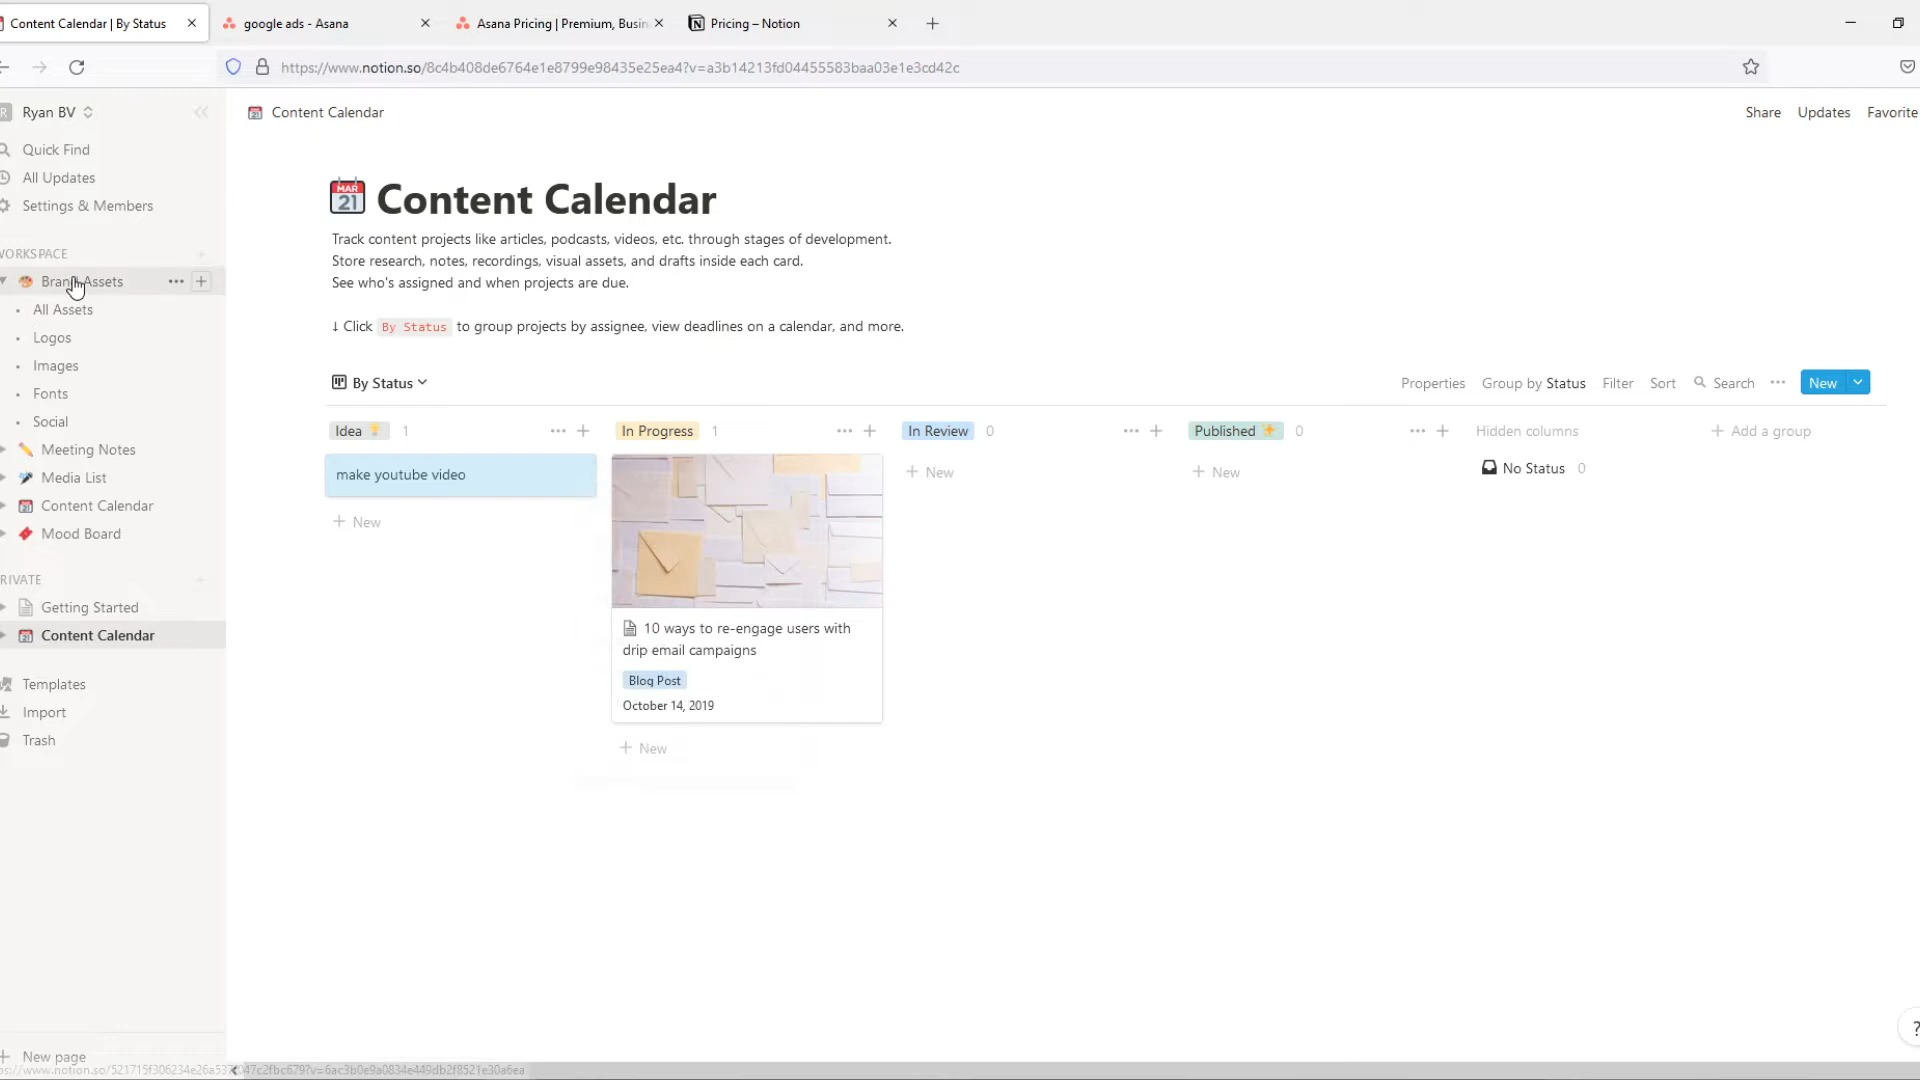 Content Calendar | By Status
google ads - Asana
Asana Pricing | Premium, Busin
Pricing – Notion
https://www.notion.so/8c4b408de6764e1e8799e98435e25ea4?v=a3b14213fd04455583baa03e1e3cd42c
Ryan BV
Content Calendar
Share Updates Favorite
Quick Find
All Updates
Settings & Members
WORKSPACE
Brand Assets
All Assets
Logos
Images
Fonts
Social
Meeting Notes
Media List
Content Calendar
Mood Board
RIVATE
Getting Started
Content Calendar
Templates
Import
Trash
New page
MAR
21
Content Calendar
Track content projects like articles, podcasts, videos, etc. through stages of development.
Store research, notes, recordings, visual assets, and drafts inside each card.
See who's assigned and when projects are due.
↓ Click By Status to group projects by assignee, view deadlines on a calendar, and more.
By Status
Properties Group by Status Filter Sort Search New
Idea 1
In Progress 1
In Review 0
Published 0
Hidden columns
Add a group
make youtube video
New
10 ways to re-engage users with
drip email campaigns
Blog Post
October 14, 2019
New
New
New
No Status 0
?